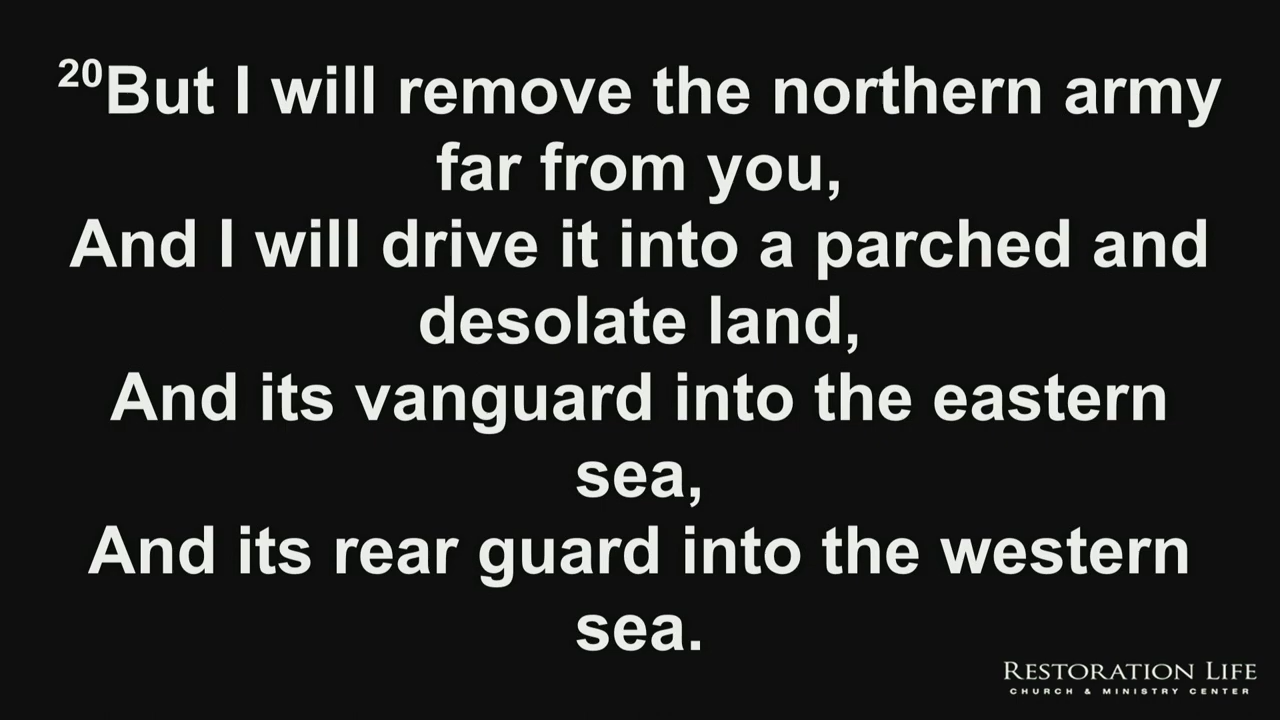 20But I will remove the northern army
far from you,
And I will drive it into a parched and
desolate land,
And its vanguard into the eastern
sea,
And its rear guard into the western
sea.
RESTORATION LIFE
CHURCH & MINISTRY CENTER